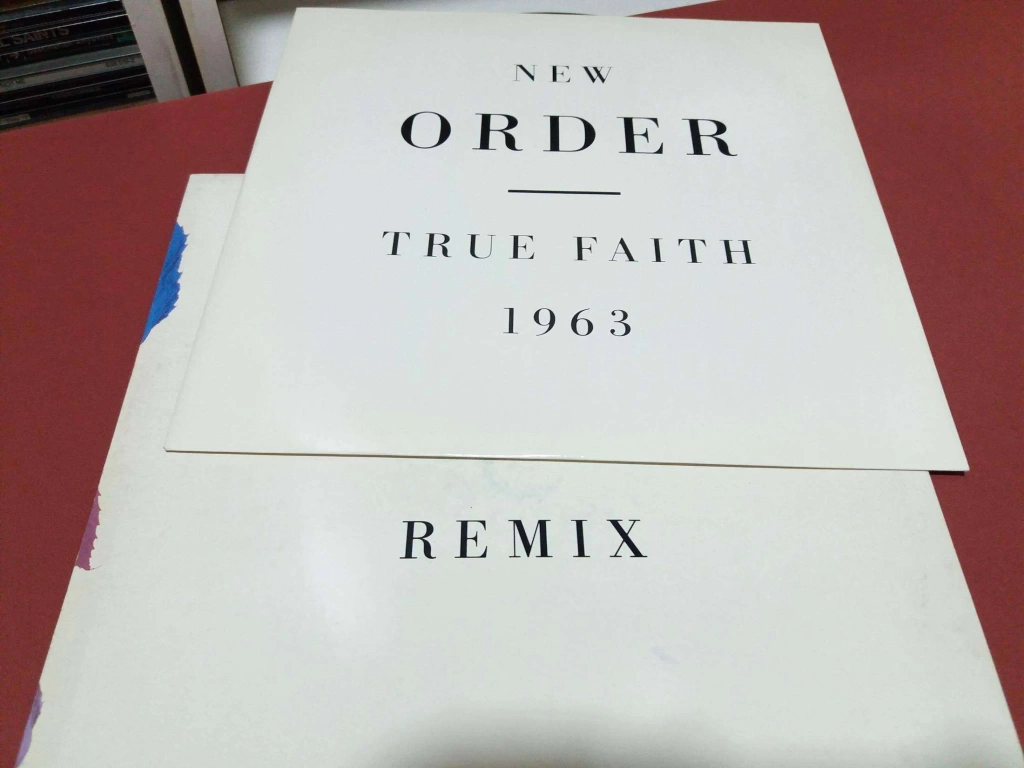 NEW
ORDER
TRUE FAITH
1963
REMIX